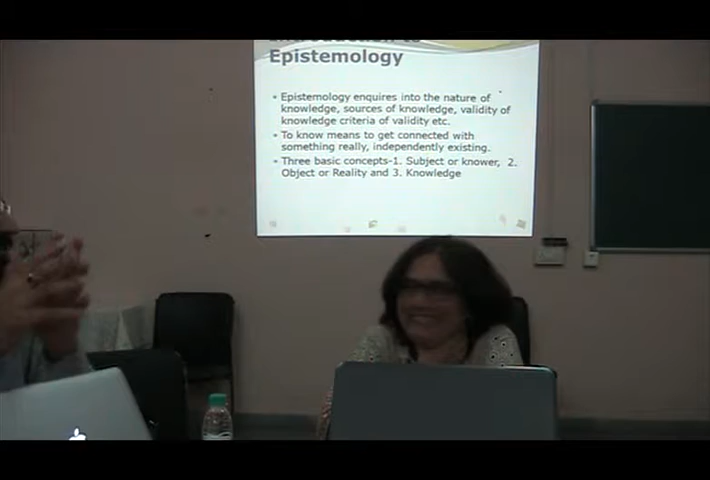 Introduction to
Epistemology
Epistemology enquires into the nature of
knowledge, sources of knowledge, validity of
knowledge criteria of validity etc.
To know means to get connected with
something really, independently existing.
Three basic concepts-1. Subject or knower, 2.
Object or Reality and 3. Knowledge